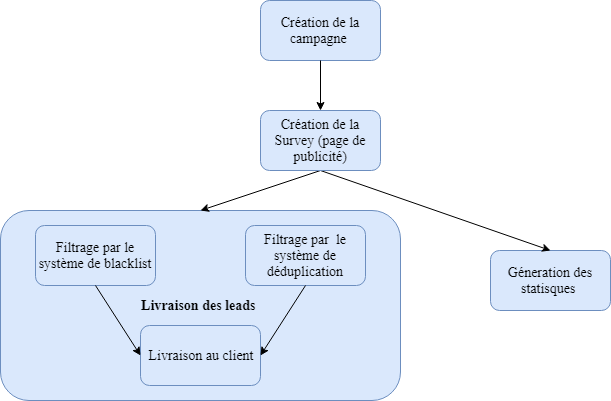 Création de la
campagne
Création de la
Survey (page de
publicité)
Filtrage par le
système de blacklist
Filtrage par le
système de
déduplication
Livraison des leads
Livraison au client
Géneration des
statisques